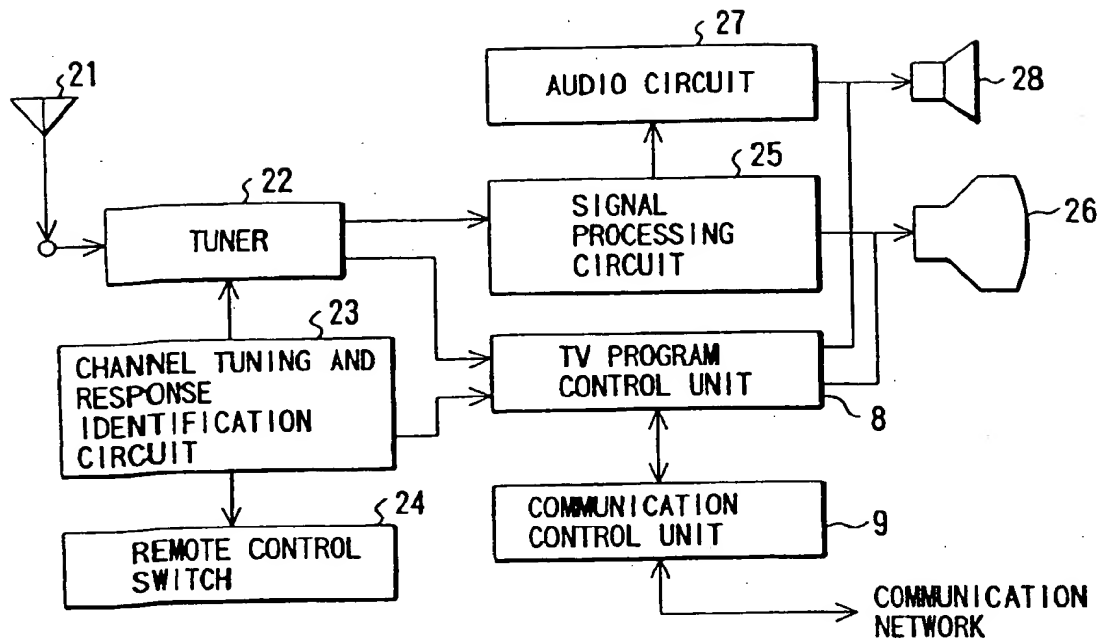 27
21
AUDIO CIRCUIT
28
22
25
TUNER
SIGNAL
PROCESSING
CIRCUIT
26
23
CHANNEL TUNING AND
RESPONSE
IDENTIFICATION
CIRCUIT
TV PROGRAM
CONTROL UNIT
8
24
REMOTE CONTROL
SWITCH
COMMUNICATION
CONTROL UNIT
9
COMMUNICATION
NETWORK